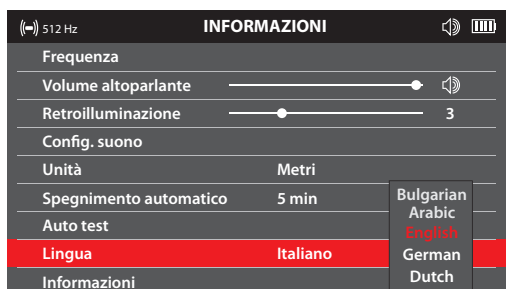 512 Hz INFORMAZIONI
Frequenza
Volume altoparlante
Retroilluminazione 3
Config. suono
Unità Metri
Spegnimento automatico 5 min
Auto test
Lingua Italiano
Informazioni
Bulgarian
Arabic
English
German
Dutch